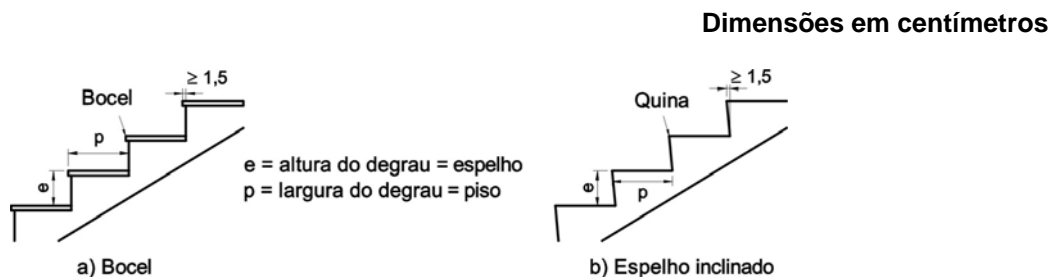 Dimensões em centímetros
≥ 1,5
Bocel
p
e
e = altura do degrau = espelho
p = largura do degrau = piso
a) Bocel
≥ 1,5
Quina
e
p
b) Espelho inclinado